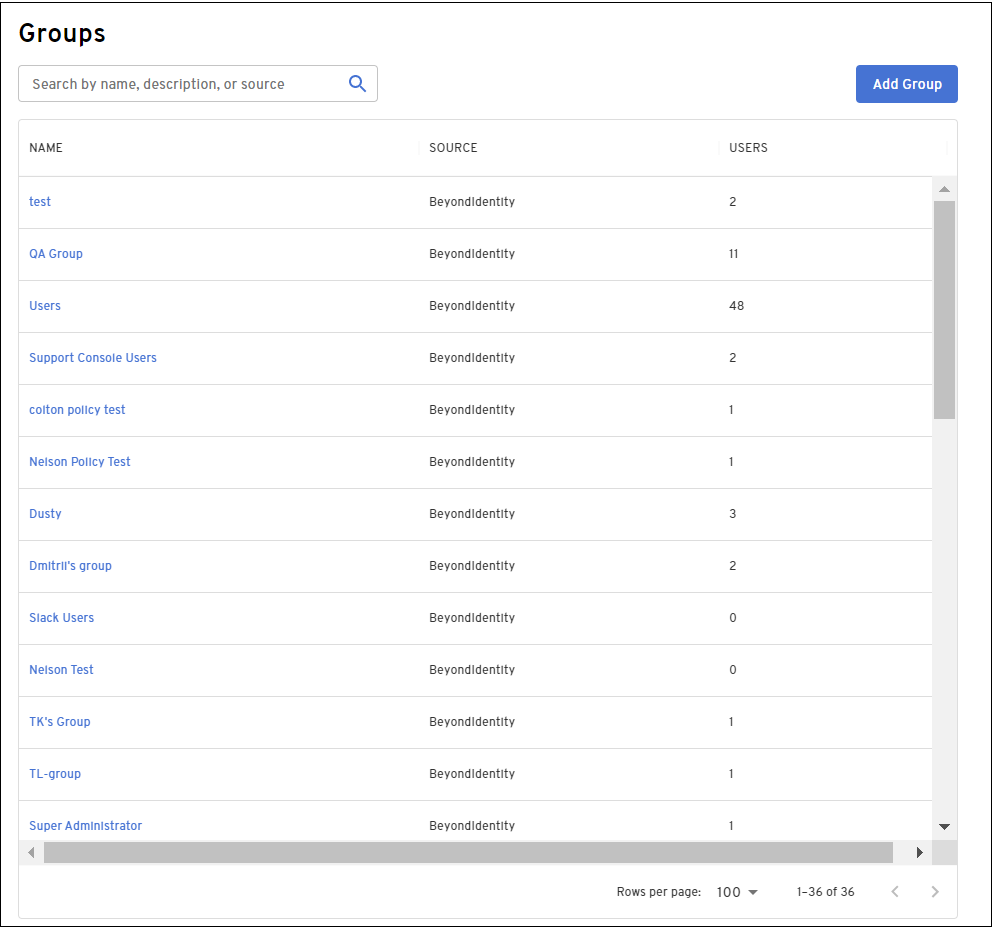 Groups
Search by name, description, or source
Add Group
NAME SOURCE USERS
test BeyondIdentity 2
QA Group BeyondIdentity 11
Users BeyondIdentity 48
Support Console Users BeyondIdentity 2
colton policy test BeyondIdentity 1
Nelson Policy Test BeyondIdentity 1
Dusty BeyondIdentity 3
Dmitrii's group BeyondIdentity 2
Slack Users BeyondIdentity 0
Nelson Test BeyondIdentity 0
TK's Group BeyondIdentity 1
TL-group BeyondIdentity 1
Super Administrator BeyondIdentity 1
Rows per page: 100 1-36 of 36